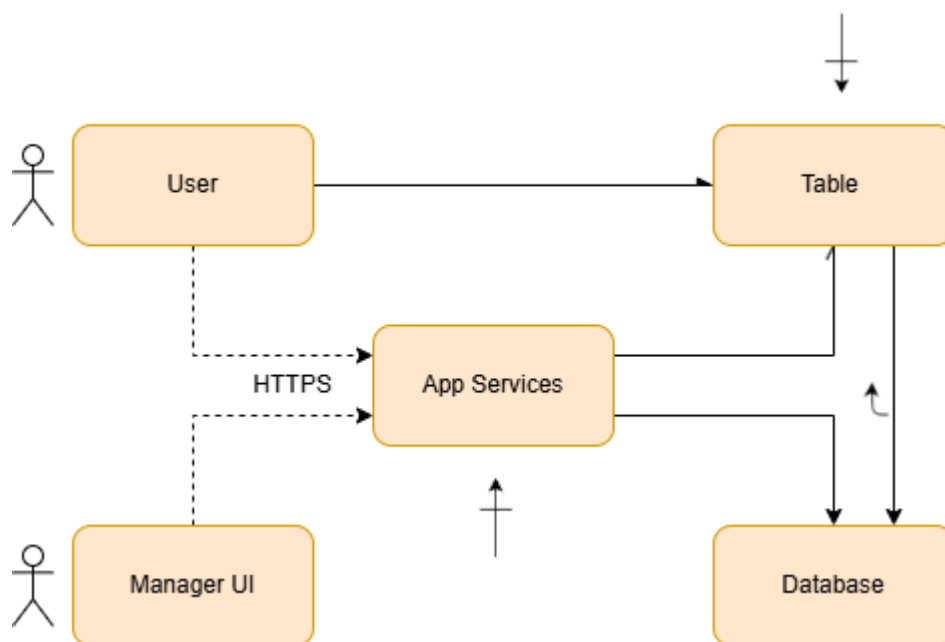 User
Table
HTTPS
App Services
Manager UI
Database